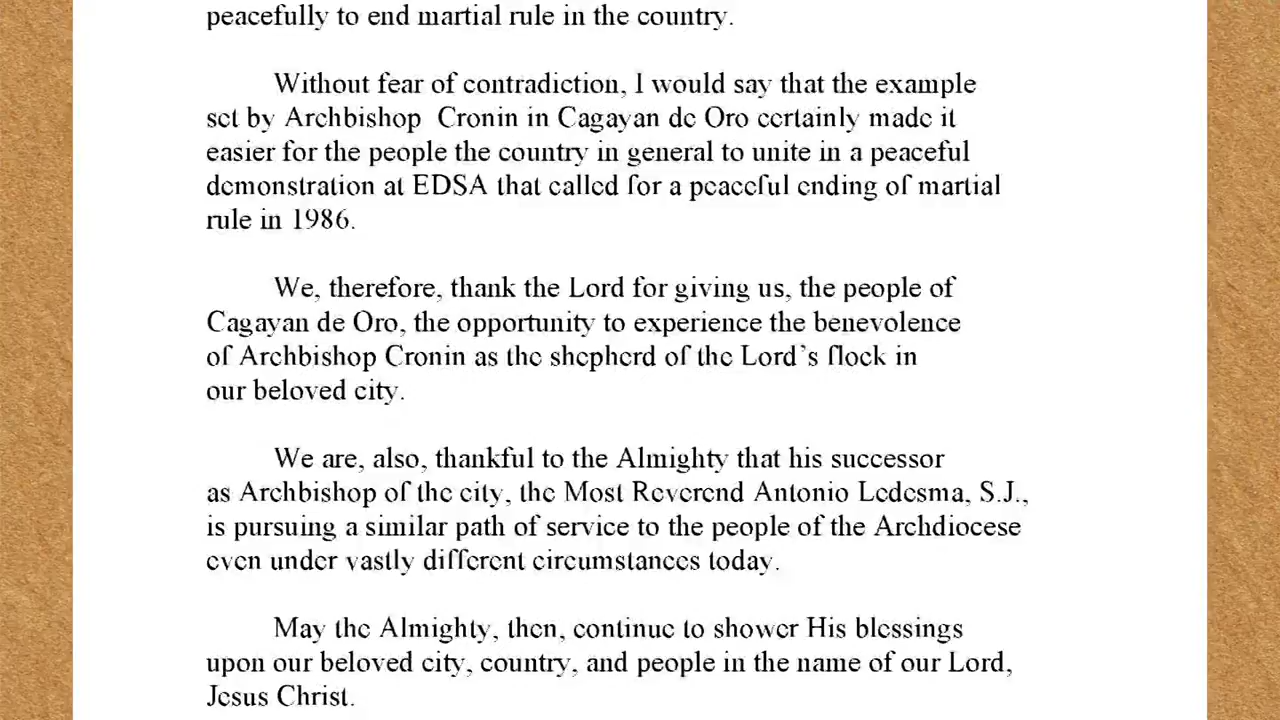 peacefully to end martial rule in the country.
Without fear of contradiction, I would say that the example
set by Archbishop Cronin in Cagayan de Oro certainly made it
easier for the people the country in general to unite in a peaceful
demonstration at EDSA that called for a peaceful ending of martial
rule in 1986.
We, therefore, thank the Lord for giving us, the people of
Cagayan de Oro, the opportunity to experience the benevolence
of Archbishop Cronin as the shepherd of the Lord's flock in
our beloved city.
We are, also, thankful to the Almighty that his successor
as Archbishop of the city, the Most Reverend Antonio Ledesma, S.J.,
is pursuing a similar path of service to the people of the Archdiocese
even under vastly different circumstances today.
May the Almighty, then, continue to shower His blessings
upon our beloved city, country, and people in the name of our Lord,
Jesus Christ.